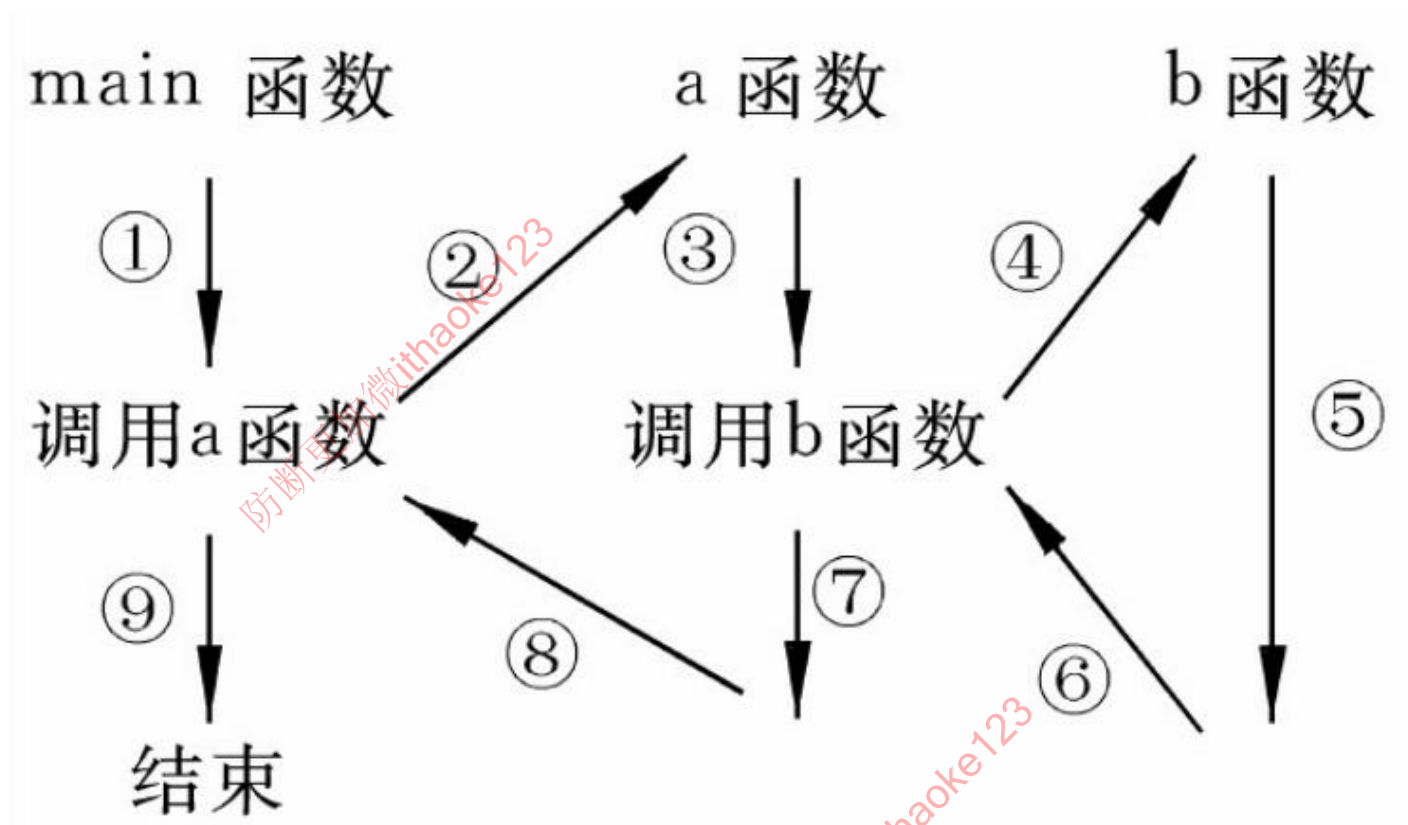 main 函数 a 函数 b 函数
① ② ③ ④
调用a函数 调用b函数 ⑤
⑨ ⑧ ⑦ ⑥
结束
防断更微ithaoke123
haoke123